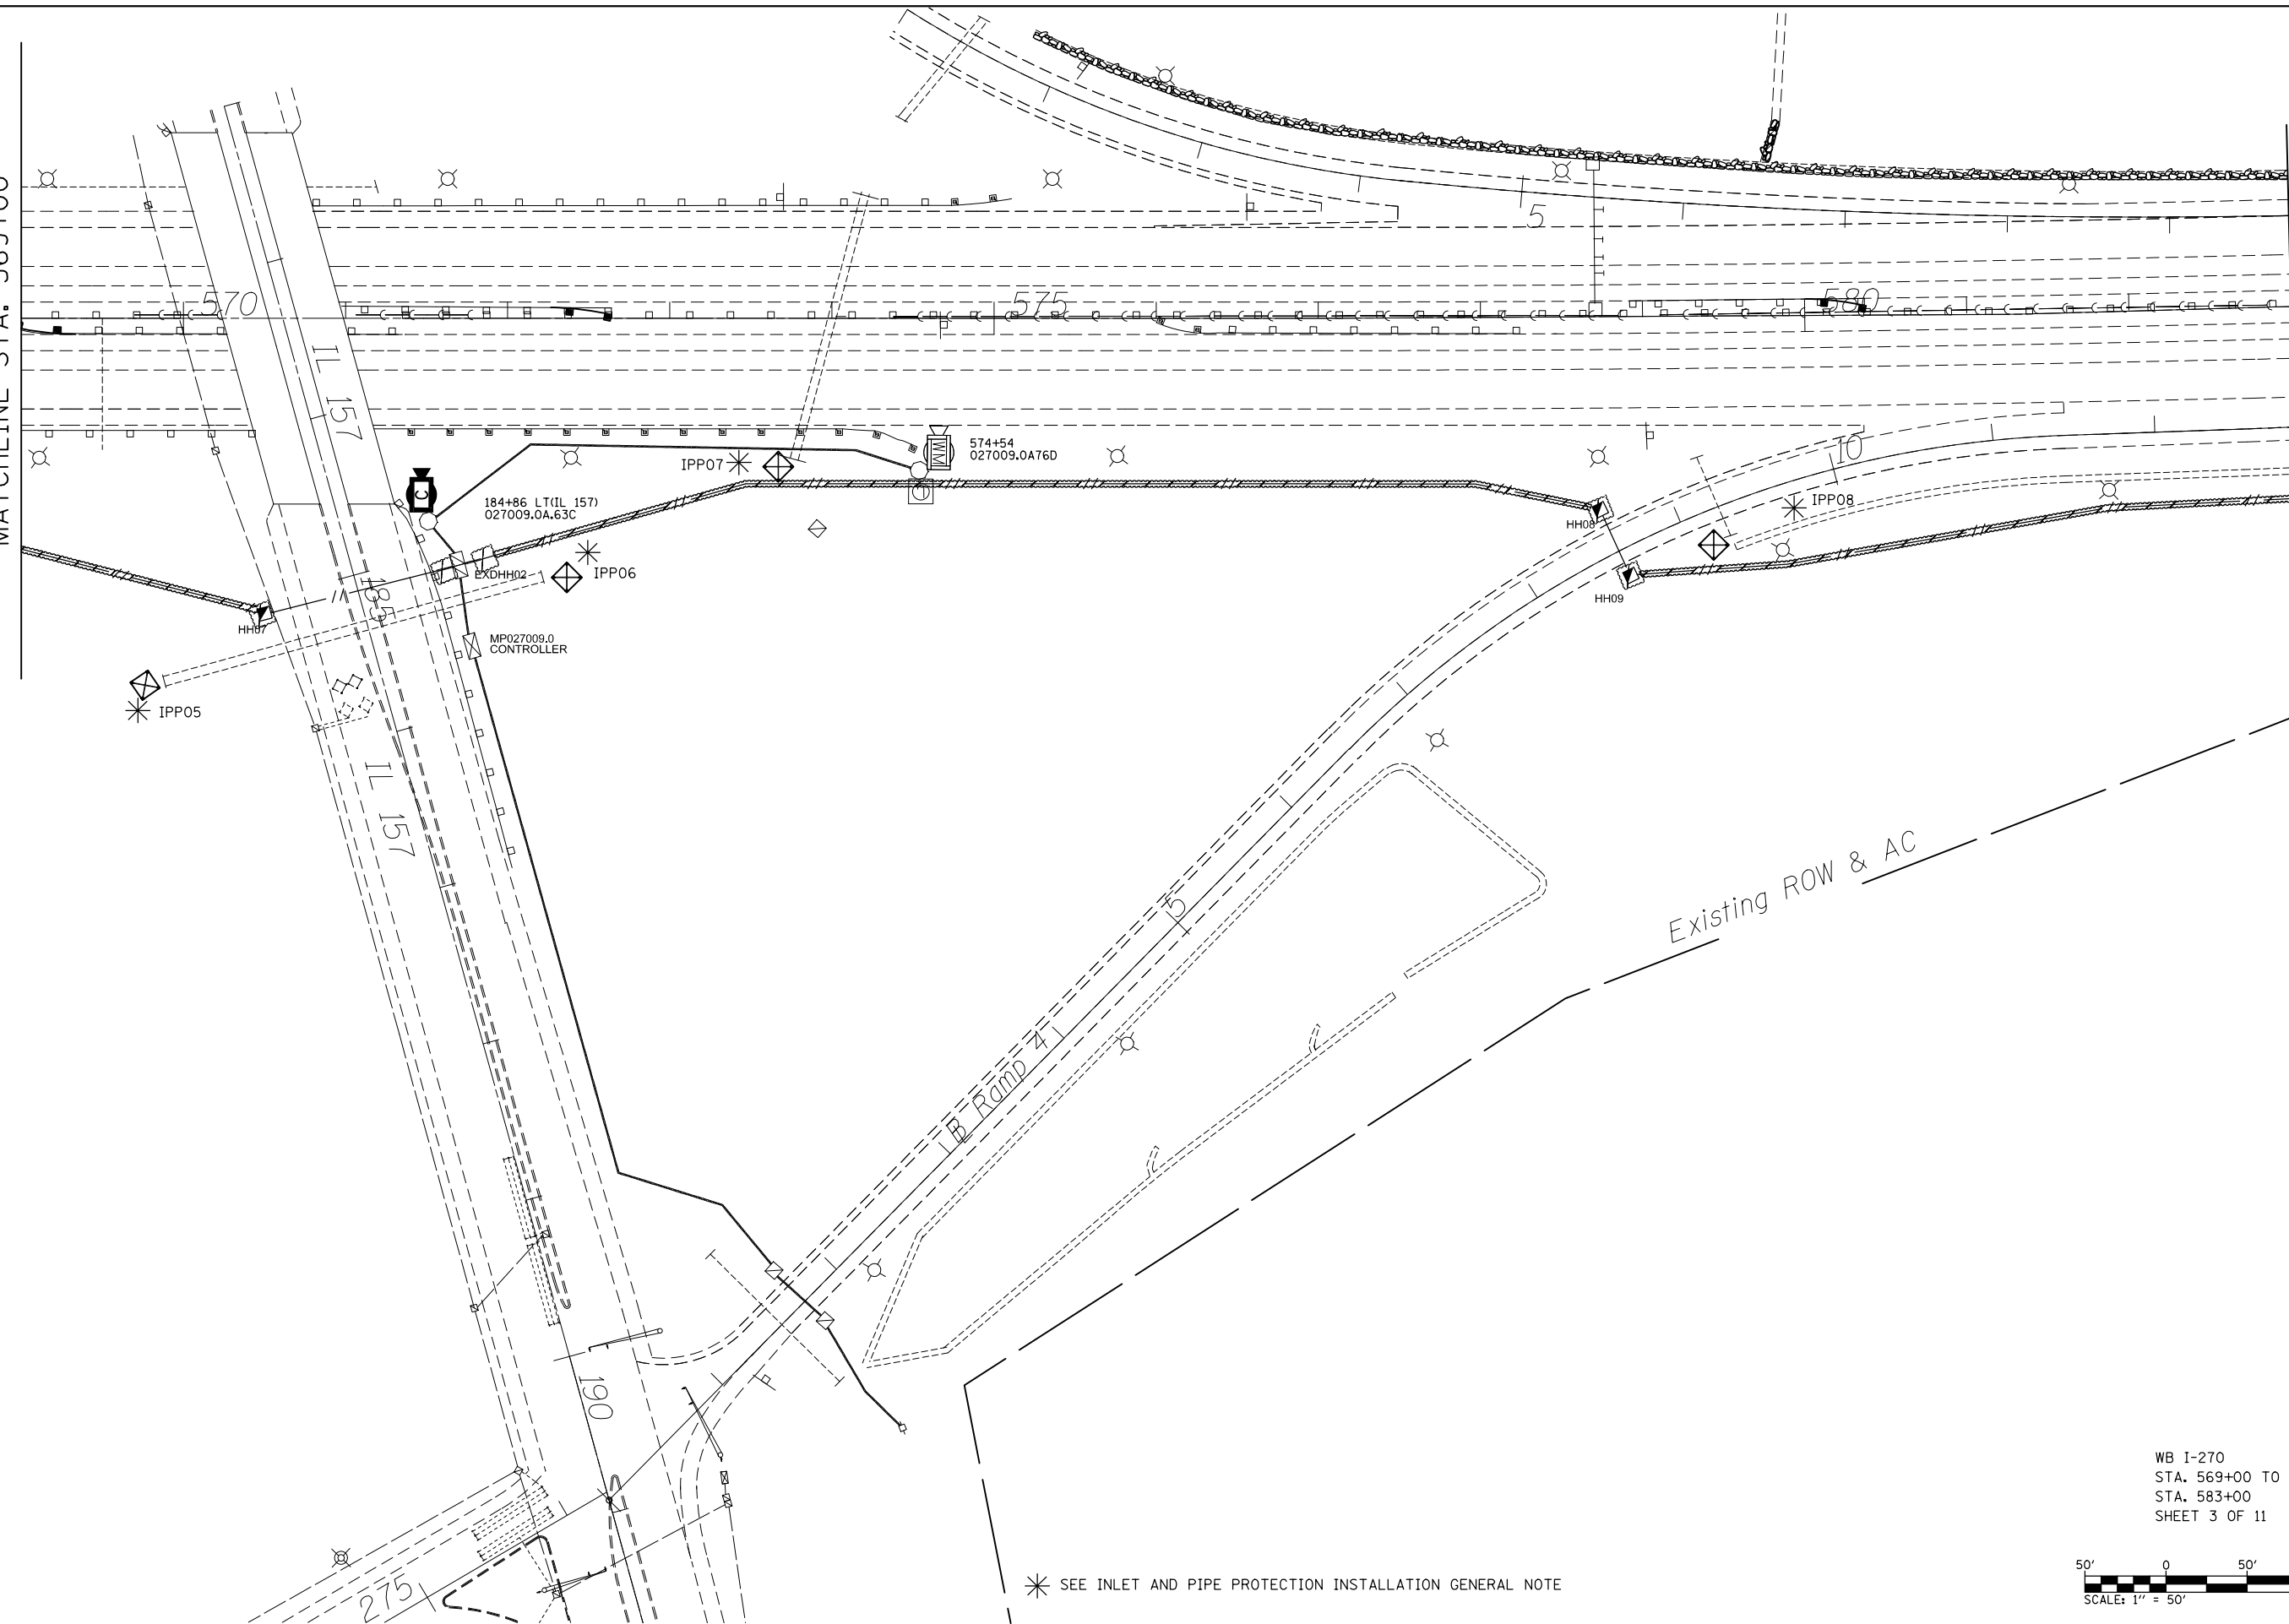 MATCHLINE STA. 569+00
570
575
580
5
10
IL 157
IPP07
574+54
027009.0A76D
WM
C
184+86 LT(IL 157)
027009.0A.63C
IPP08
HH08
HH09
IPP06
EXDHH02
185
HH07
MP027009.0
CONTROLLER
IPP05
IL 157
Existing ROW & AC
5
B Ramp 4
190
275
WB I-270
STA. 569+00 TO
STA. 583+00
SHEET 3 OF 11
50' 0 50'
SCALE: 1" = 50'
SEE INLET AND PIPE PROTECTION INSTALLATION GENERAL NOTE